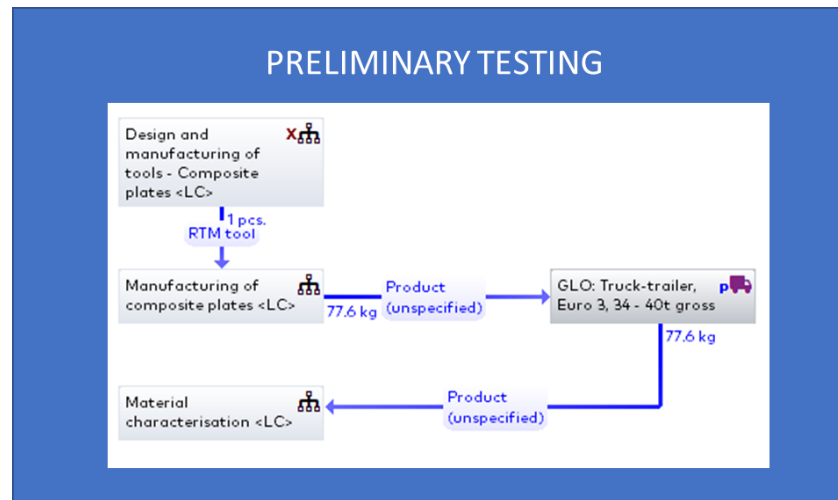 PRELIMINARY TESTING
Design and
manufacturing of
tools - Composite
plates <LC>
X
1 pcs.
RTM tool
Manufacturing of
composite plates <LC>
77.6 kg
Product
(unspecified)
GLO: Truck-trailer,
Euro 3, 34 - 40t gross
p
77.6 kg
Product
(unspecified)
Material
characterisation <LC>